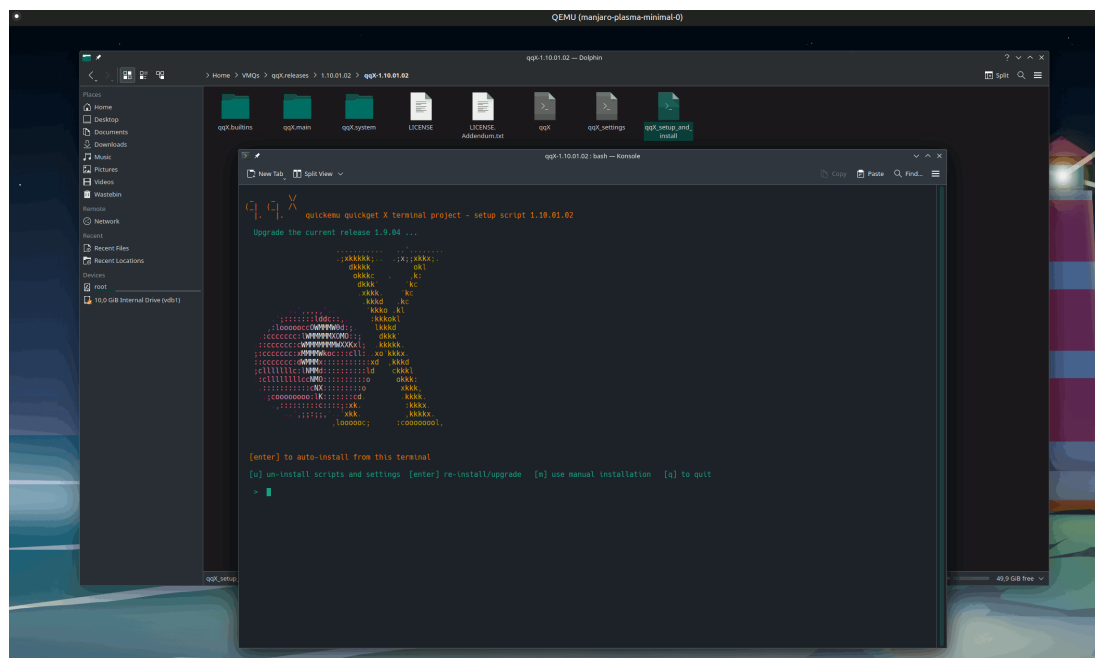 QEMU (manjaro-plasma-minimal-0)
qqX-1.10.01.02 — Dolphin
> Home > VMQs > qqX.releases > 1.10.01.02 > qqX-1.10.01.02
Split
Places
Home
Desktop
Documents
Downloads
Music
Pictures
Videos
Wastebin
Remote
Network
Recent
Recent Files
Recent Locations
Devices
root
10,0 GiB Internal Drive (vdb1)
qqX.builtins
qqX.main
qqX.system
LICENSE
LICENSE.
Addendum.txt
qqX
qqX_settings
qqX_setup_and_
install
qqX-1.10.01.02 : bash — Konsole
New Tab
Split View
Copy
Paste
Find...
quickemu quickget X terminal project - setup script 1.10.01.02
Upgrade the current release 1.9.04 ...
[enter] to auto-install from this terminal
[u] un-install scripts and settings [enter] re-install/upgrade [m] use manual installation [q] to quit
>
qqX_setup_
49,9 GiB free